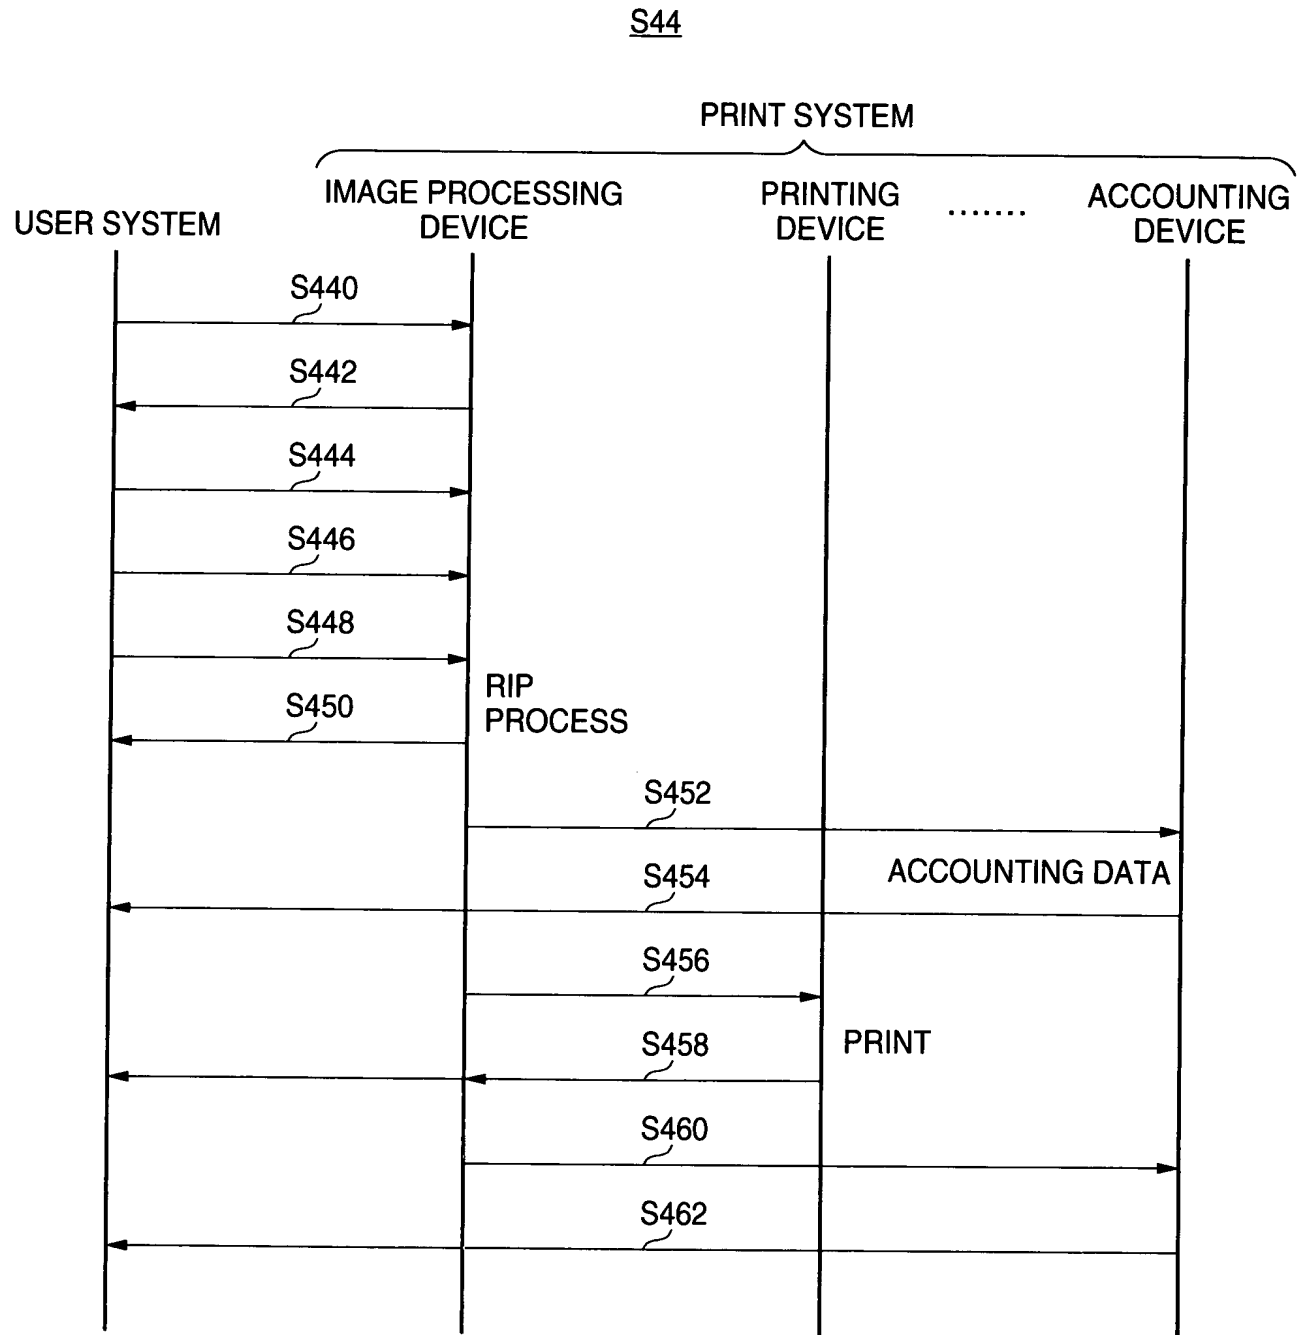 S44
PRINT SYSTEM
IMAGE PROCESSING
DEVICE
PRINTING
DEVICE
.......
ACCOUNTING
DEVICE
USER SYSTEM
S440
S442
S444
S446
S448
RIP
PROCESS
S450
S452
ACCOUNTING DATA
S454
S456
PRINT
S458
S460
S462